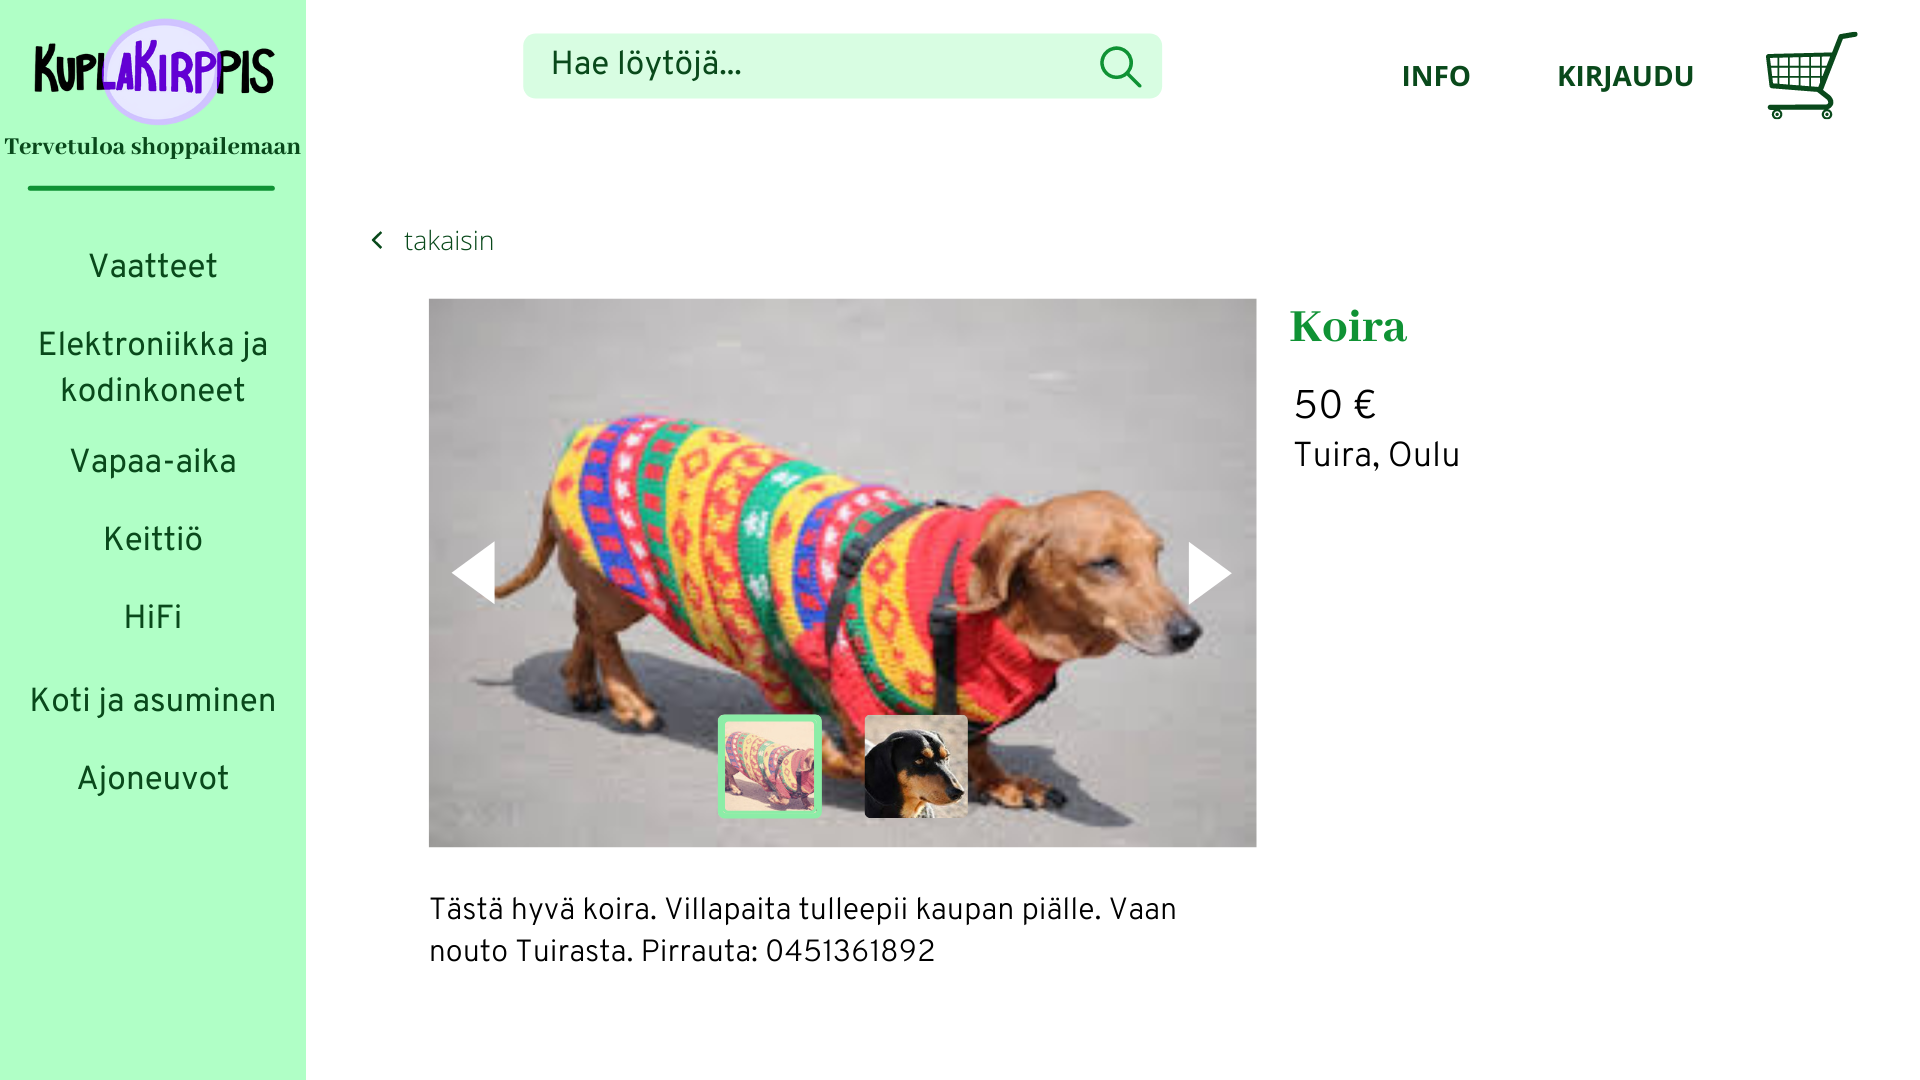 KUPLAKIRPPIS
Tervetuloa shoppailemaan
Hae löytöjä...
INFO
KIRJAUDU
Vaatteet
Elektroniikka ja
kodinkoneet
Vapaa-aika
Keittiö
HiFi
Koti ja asuminen
Ajoneuvot
takaisin
Koira
50 €
Tuira, Oulu
Tästä hyvä koira. Villapaita tulleepii kaupan piälle. Vaan
nouto Tuirasta. Pirrauta: 0451361892